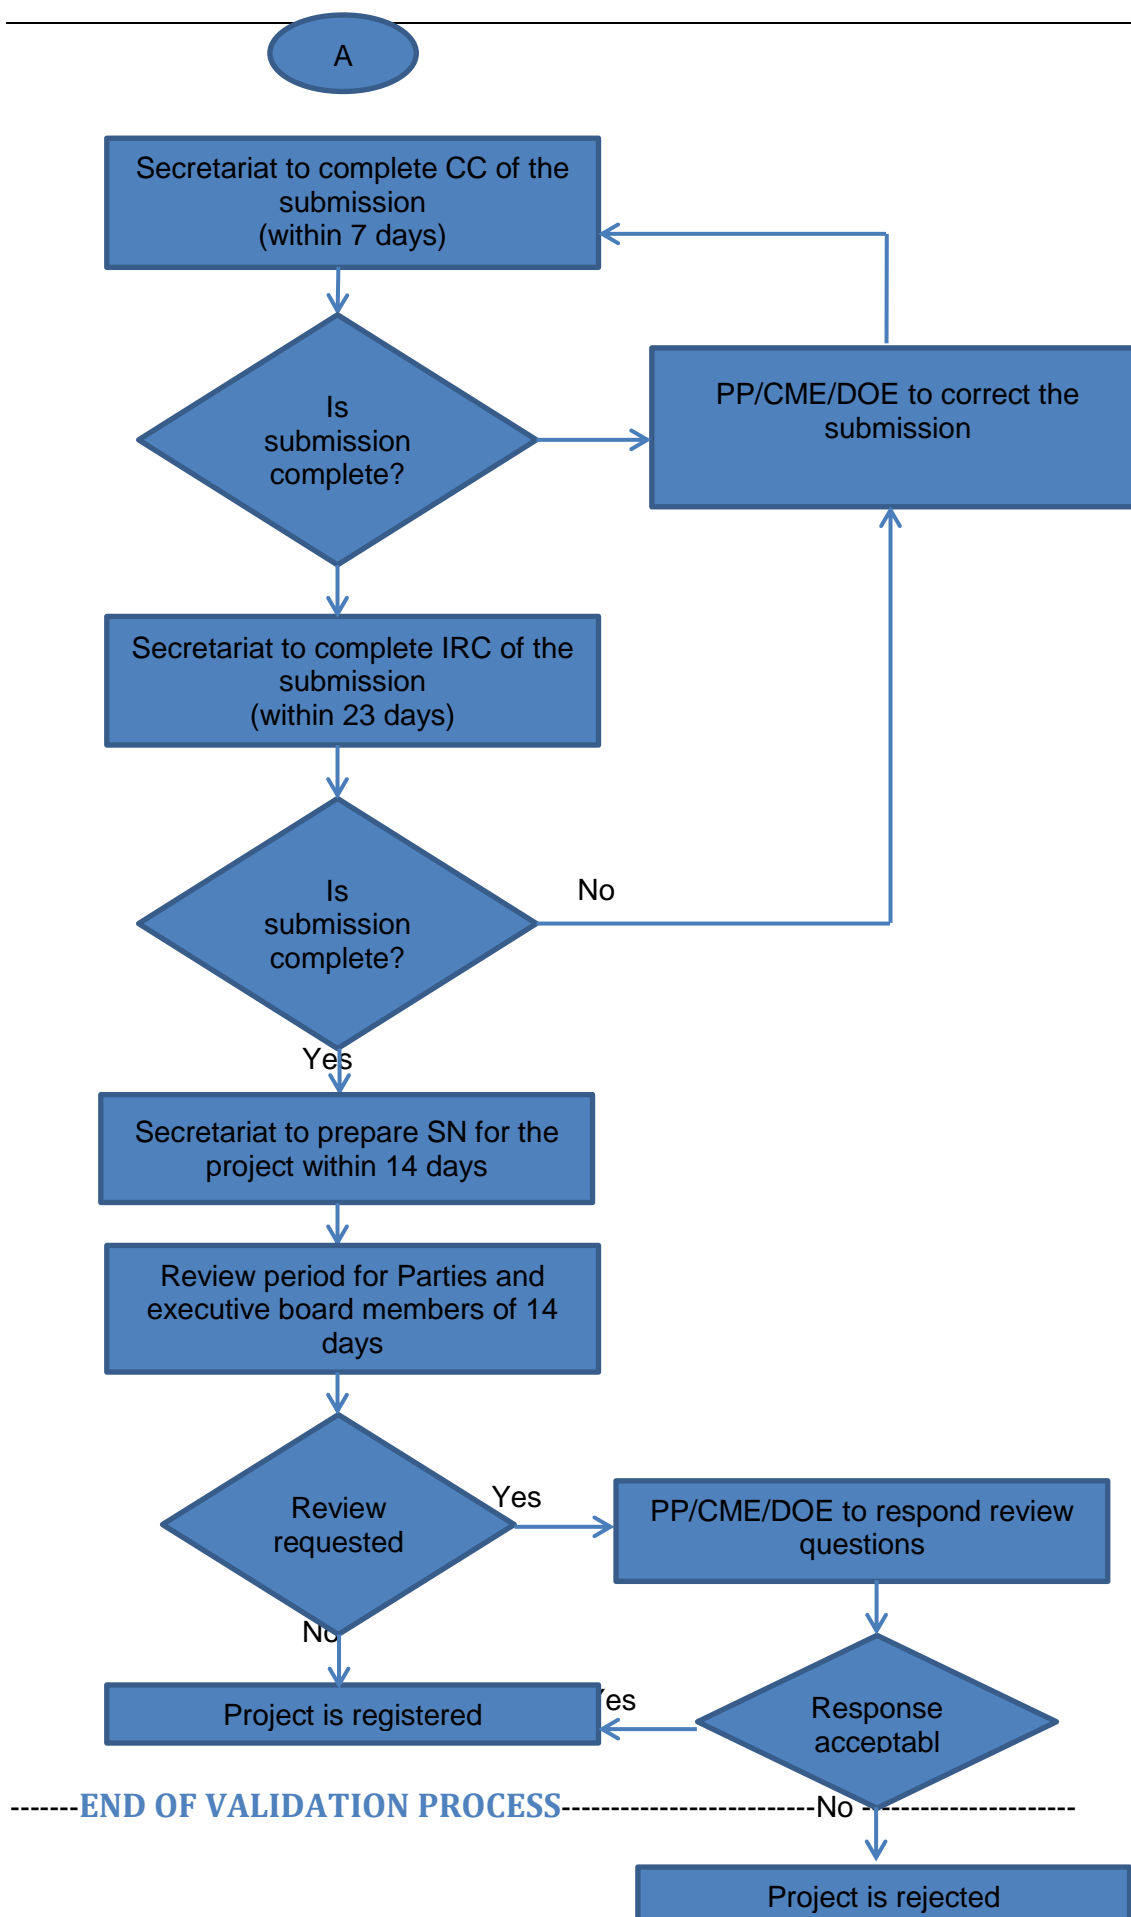 A
Secretariat to complete CC of the
submission
(within 7 days)
Is
submission
complete?
PP/CME/DOE to correct the
submission
Secretariat to complete IRC of the
submission
(within 23 days)
Is
submission
complete?
No
Yes
Secretariat to prepare SN for the
project within 14 days
Review period for Parties and
executive board members of 14
days
Review
requested
Yes
PP/CME/DOE to respond review
questions
No
Project is registered
Yes
Response
acceptabl
-------END OF VALIDATION PROCESS-----------------------No --------------------
Project is rejected